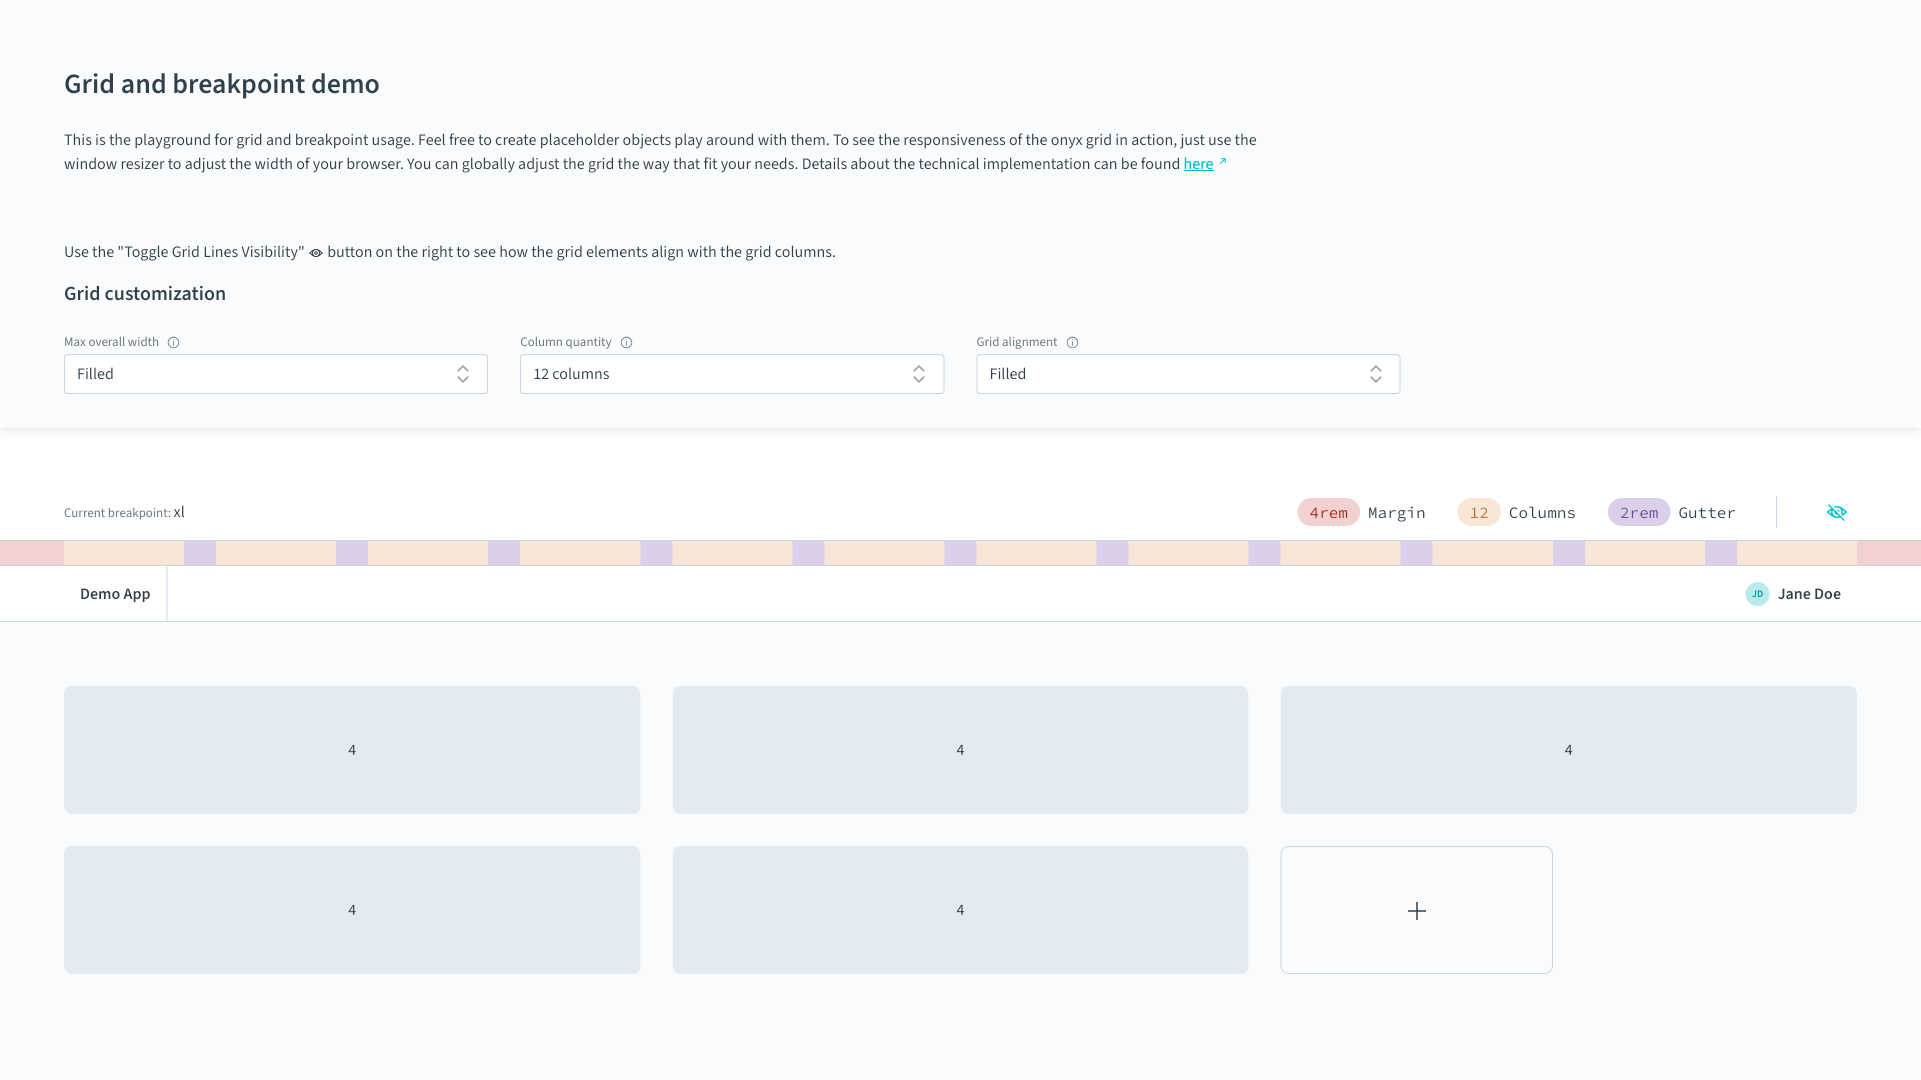 Grid and breakpoint demo
This is the playground for grid and breakpoint usage. Feel free to create placeholder objects play around with them. To see the responsiveness of the onyx grid in action, just use the
window resizer to adjust the width of your browser. You can globally adjust the grid the way that fit your needs. Details about the technical implementation can be found here
Use the "Toggle Grid Lines Visibility" button on the right to see how the grid elements align with the grid columns.
Grid customization
Max overall width Column quantity Grid alignment
Filled 12 columns Filled
Current breakpoint: xl 4rem Margin 12 Columns 2rem Gutter
Demo App JD Jane Doe
4 4 4
4 4